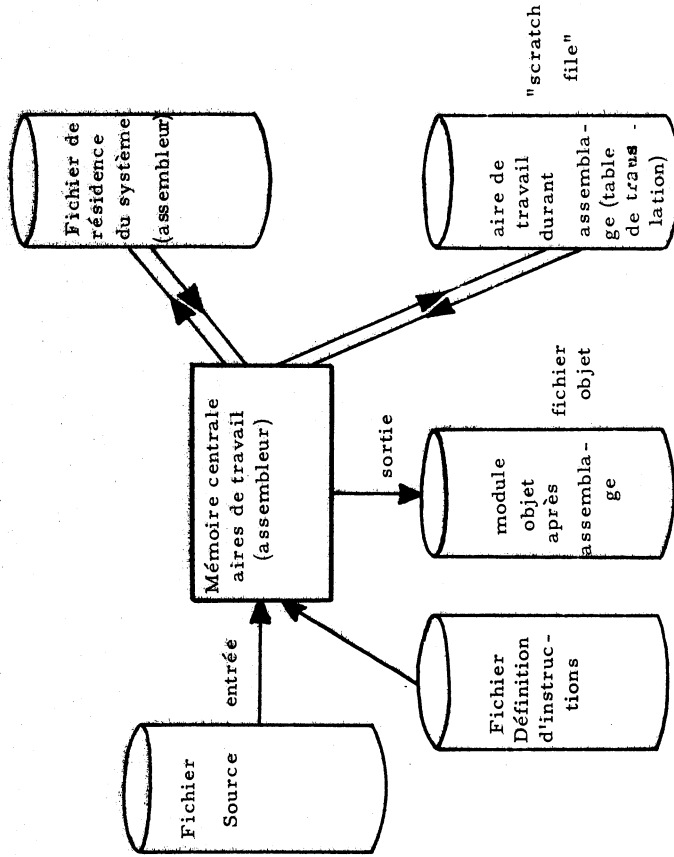 Fichier
Source
entrée
Mémoire centrale
aires de travail
(assembleur)
Fichier de
résidence
du système
(assembleur)
Fichier
Définition
d'instruc-
tions
sortie
module
objet
après
assembla-
ge
fichier
objet
aire de
travail
durant
assembla-
ge (table
de trans -
lation)
"scratch
file"